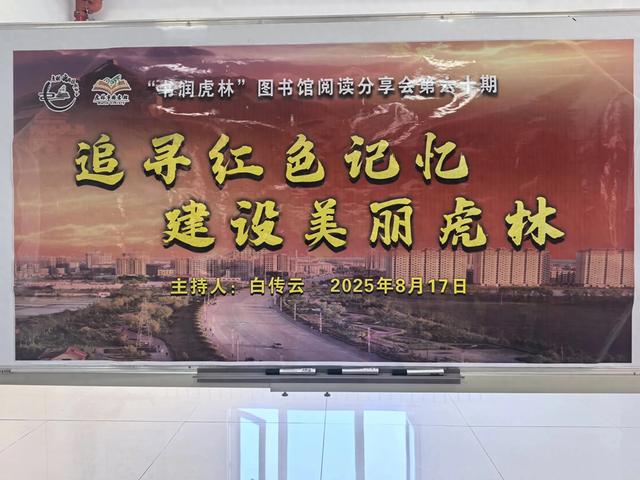 “书润虎林”图书馆阅读分享会第六十期
追寻红色记忆
建设美丽虎林
主持人：白传云 2025年8月17日